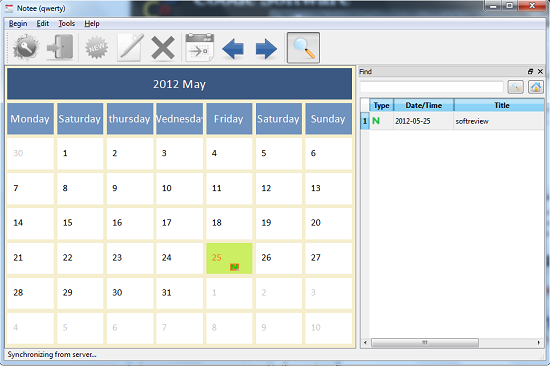 Notee (qwerty)
Begin Edit Tools Help
NEW
2012 May
Find
Monday Saturday thursday Wednesday Friday Saturday Sunday
Type Date/Time Title
1 N 2012-05-25 softreview
30 1 2 3 4 5 6
7 8 9 10 11 12 13
14 15 16 17 18 19 20
21 22 23 24 25 26 27
28 29 30 31 1 2 3
4 5 6 7 8 9 10
Synchronizing from server...